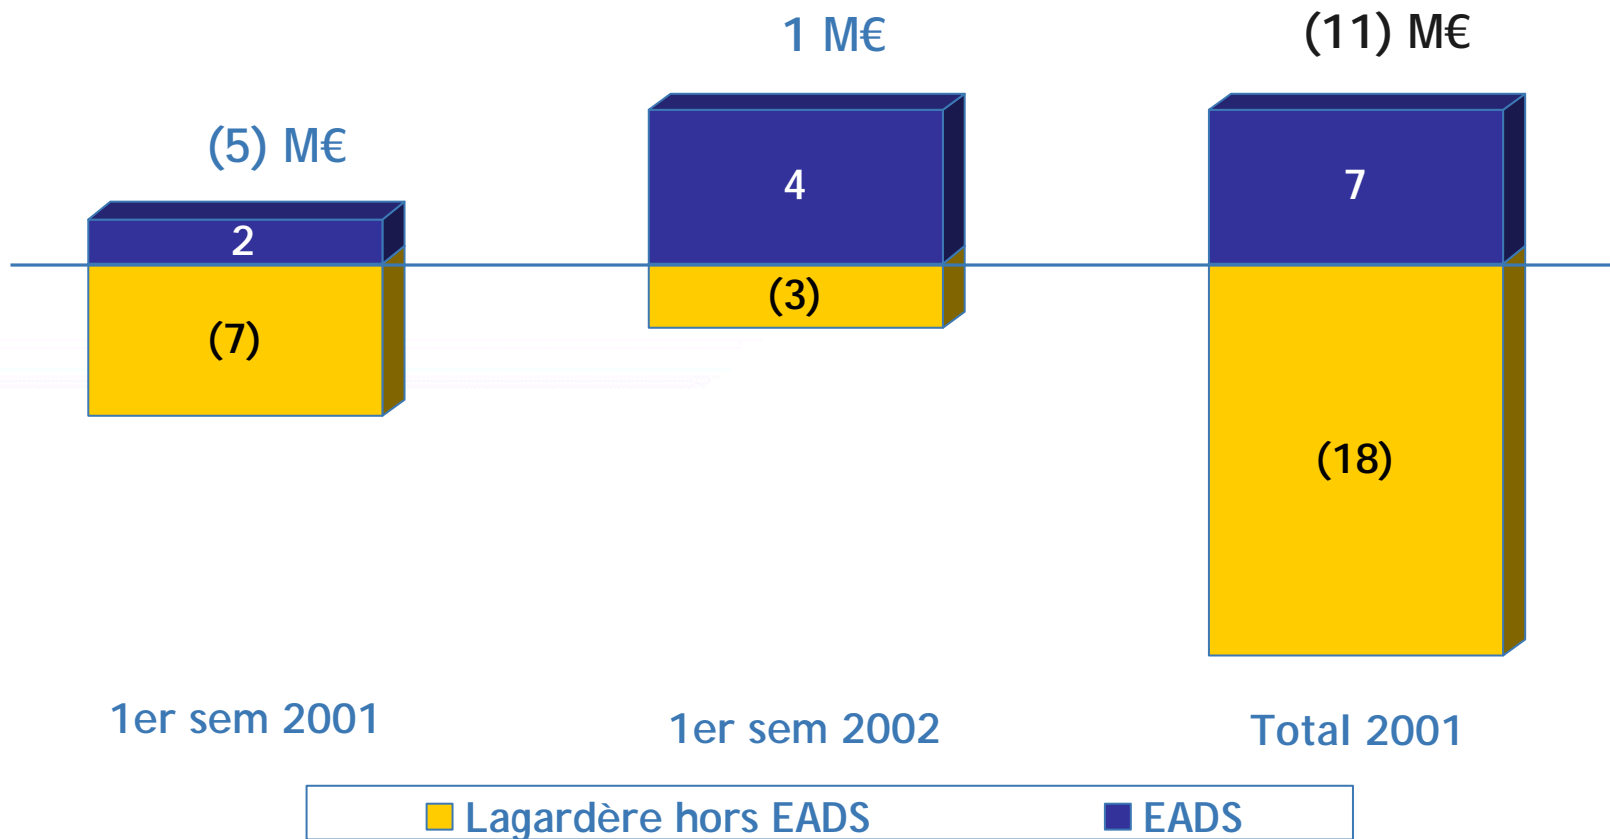 1 M€
(11) M€
(5) M€
4
7
2
(3)
(7)
(18)
1er sem 2001
1er sem 2002
Total 2001
Lagardère hors EADS
EADS